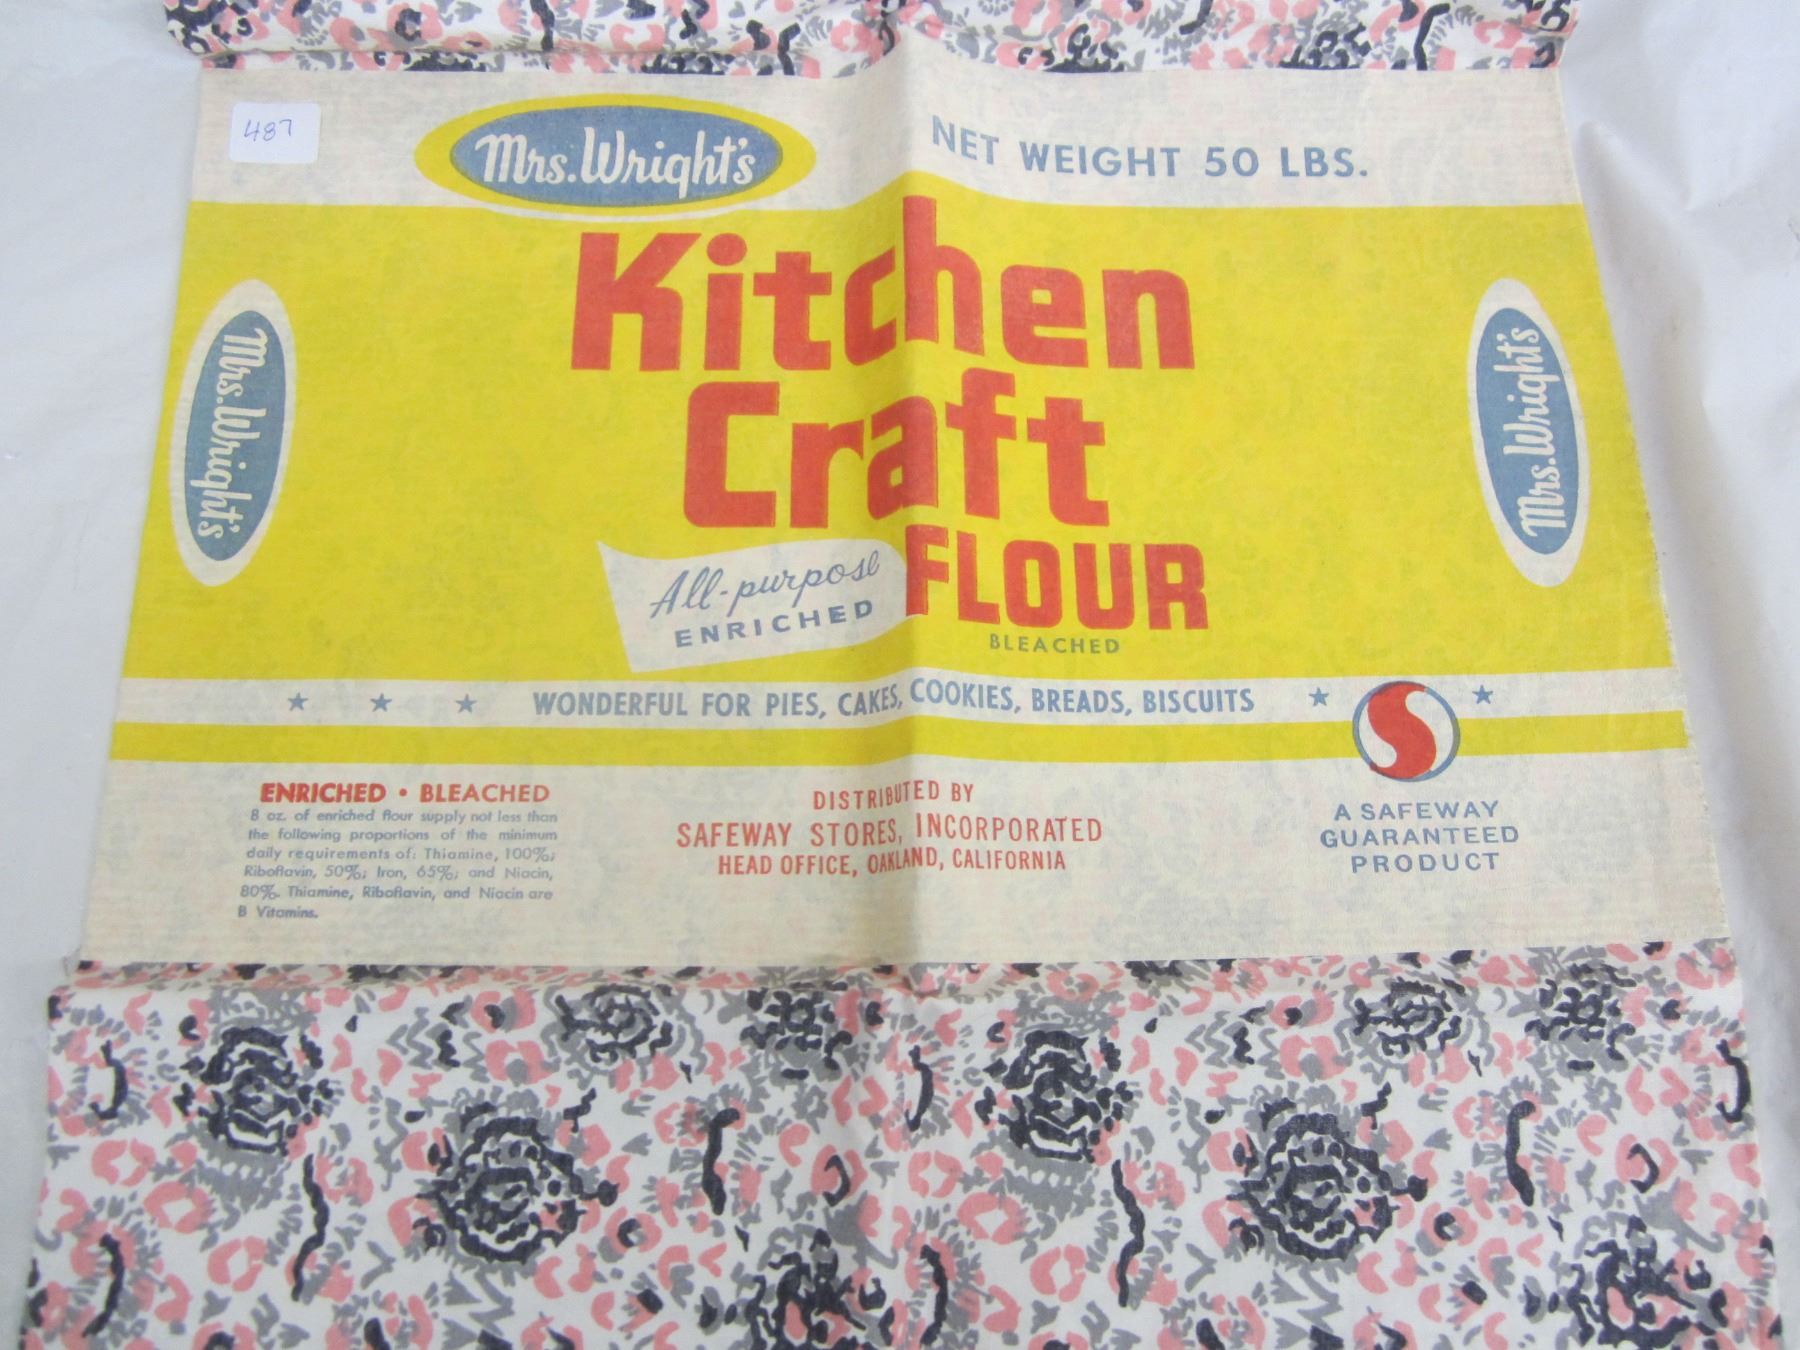 487
Mrs. Wright's
NET WEIGHT 50 LBS.
Kitchen
Craft
FLOUR
All-purpose
ENRICHED
BLEACHED
Mrs. Wright's
Mrs. Wright's
WONDERFUL FOR PIES, CAKES, COOKIES, BREADS, BISCUITS
ENRICHED • BLEACHED
8 oz. of enriched flour supply not less than
the following proportions of the minimum
daily requirements of: Thiamine, 100%;
Riboflavin, 50%; Iron, 65%; and Niacin,
80%. Thiamine, Riboflavin, and Niacin are
B Vitamins.
DISTRIBUTED BY
SAFEWAY STORES, INCORPORATED
HEAD OFFICE, OAKLAND, CALIFORNIA
A SAFEWAY
GUARANTEED
PRODUCT